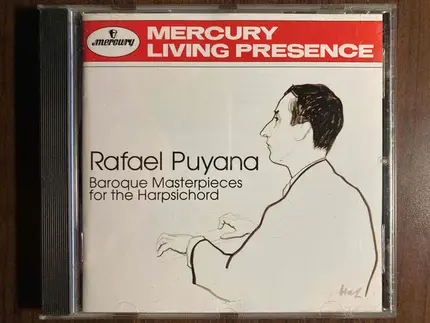 mercury
MERCURY
LIVING PRESENCE
Rafael Puyana
Baroque Masterpieces
for the Harpsichord